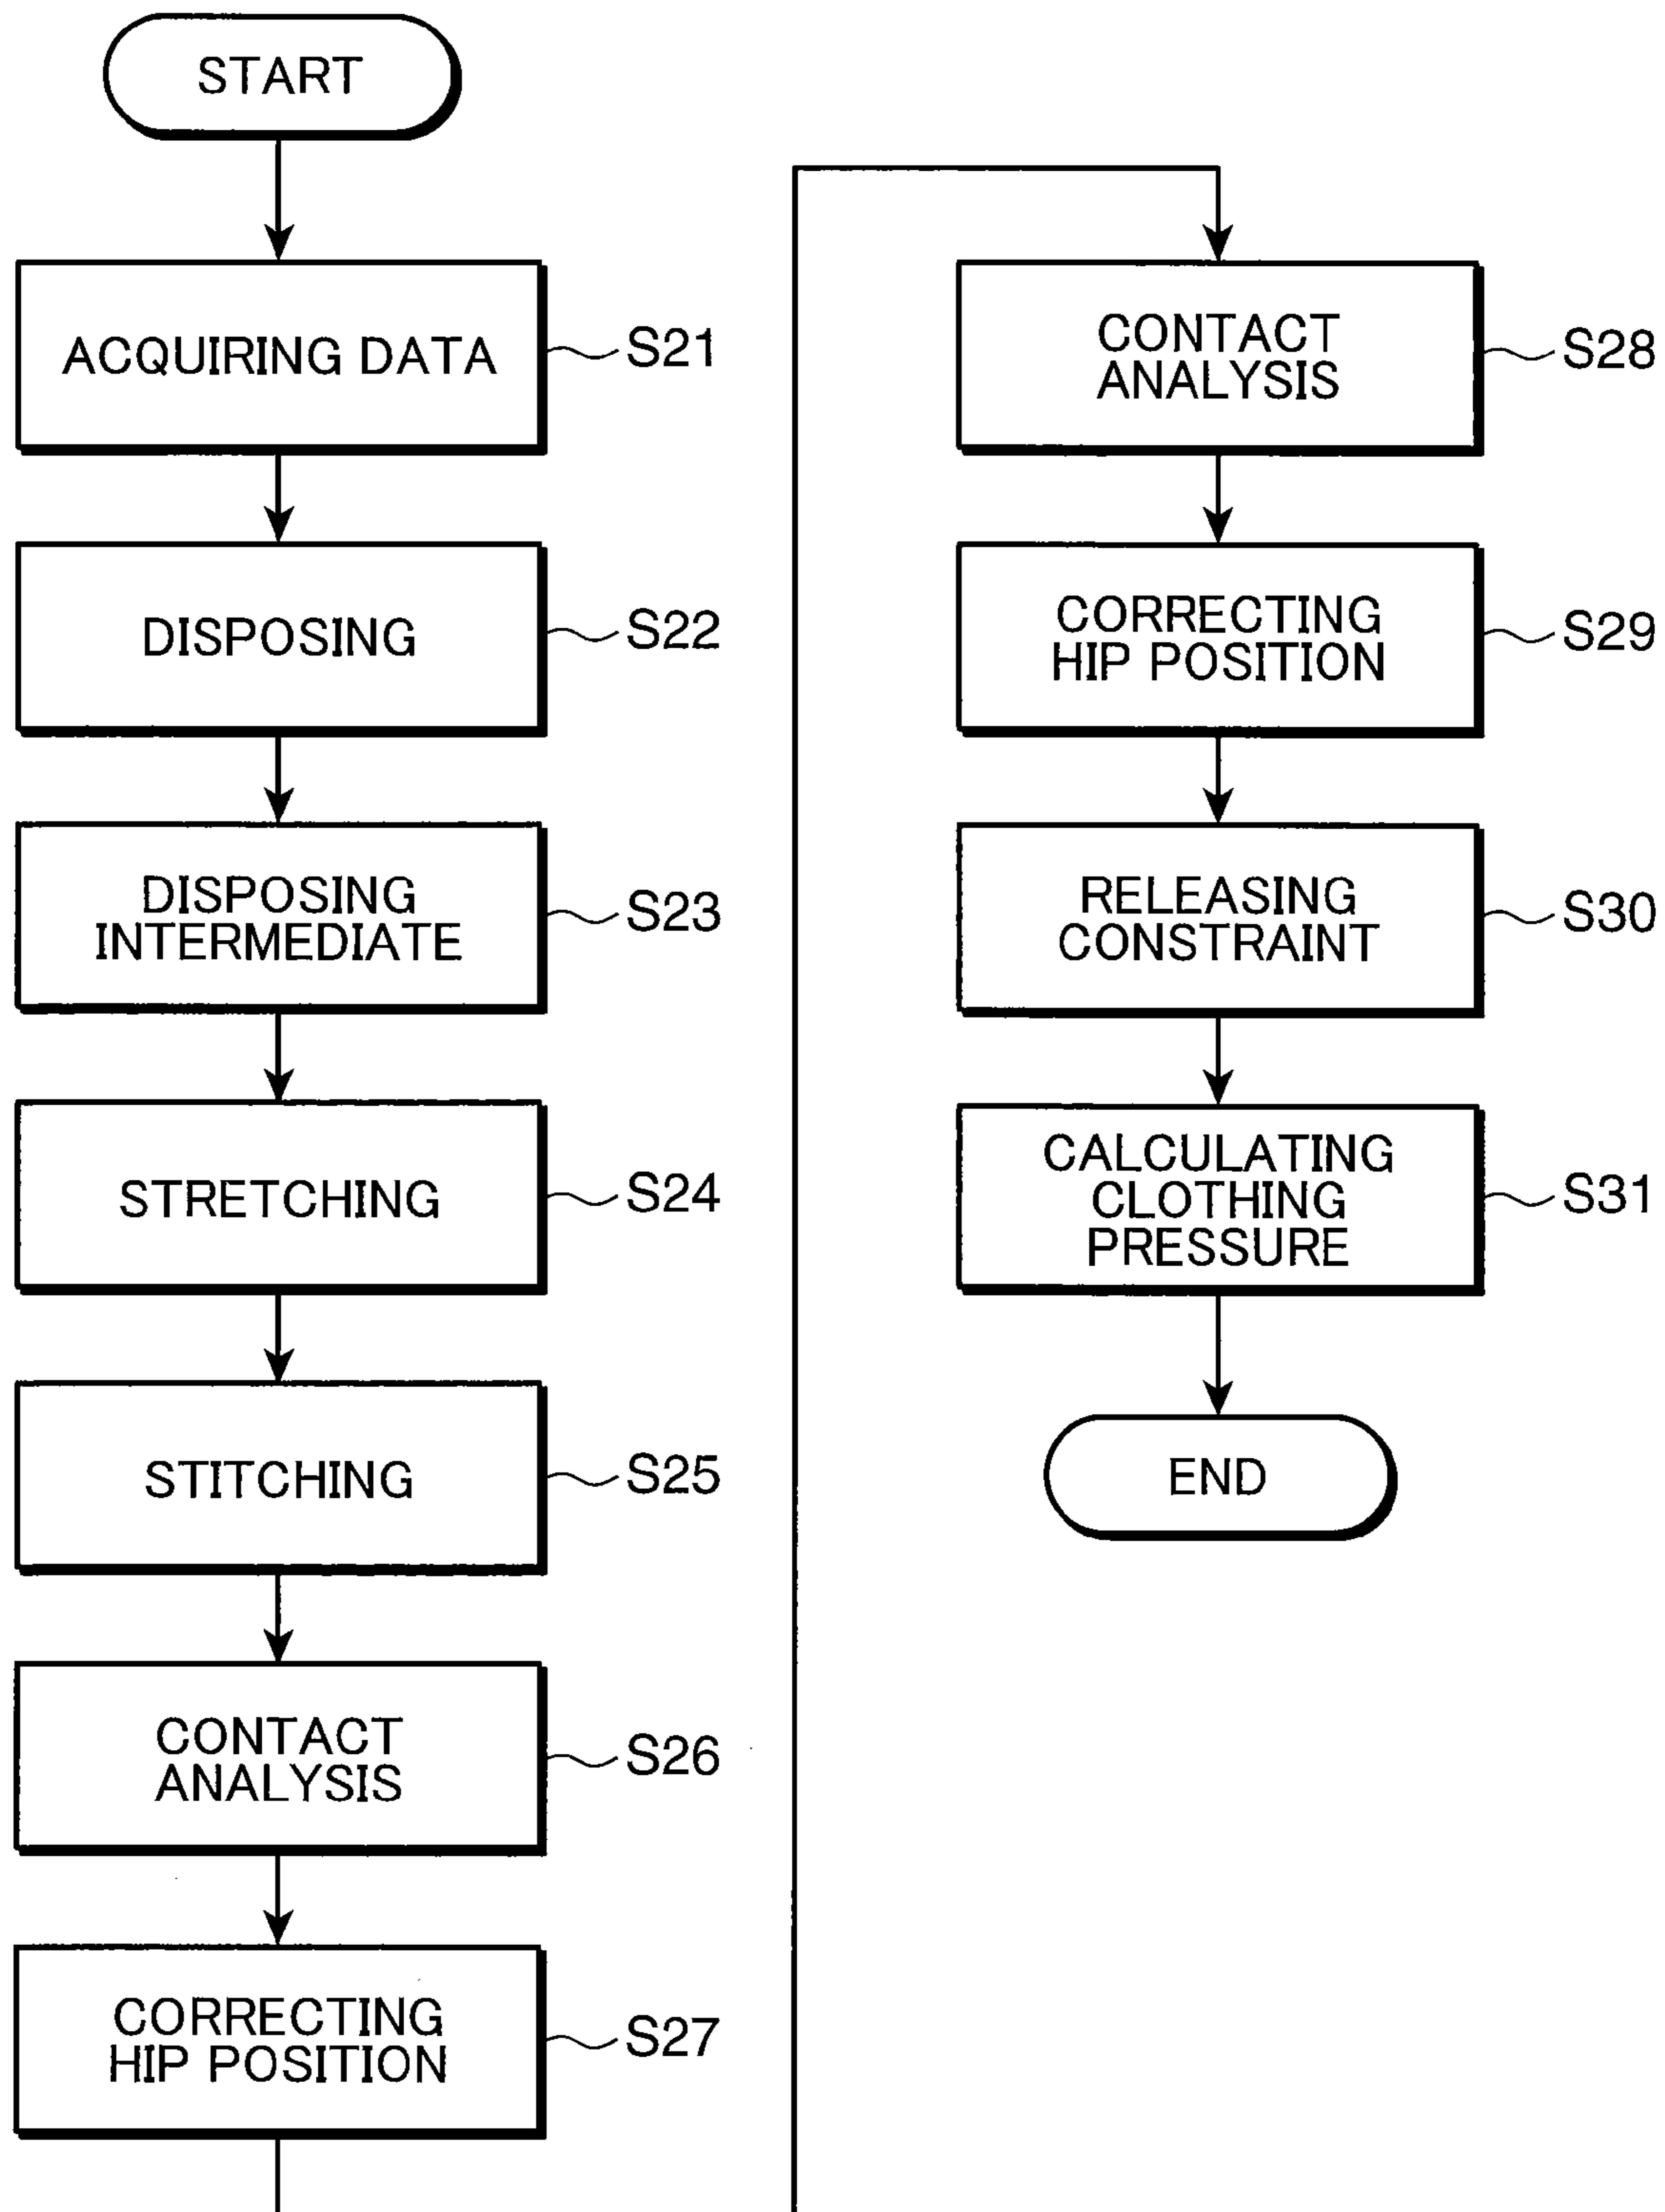 START
ACQUIRING DATA
S21
DISPOSING
S22
DISPOSING
INTERMEDIATE
S23
STRETCHING
S24
STITCHING
S25
CONTACT
ANALYSIS
S26
CORRECTING
HIP POSITION
S27
CONTACT
ANALYSIS
S28
CORRECTING
HIP POSITION
S29
RELEASING
CONSTRAINT
S30
CALCULATING
CLOTHING
PRESSURE
S31
END